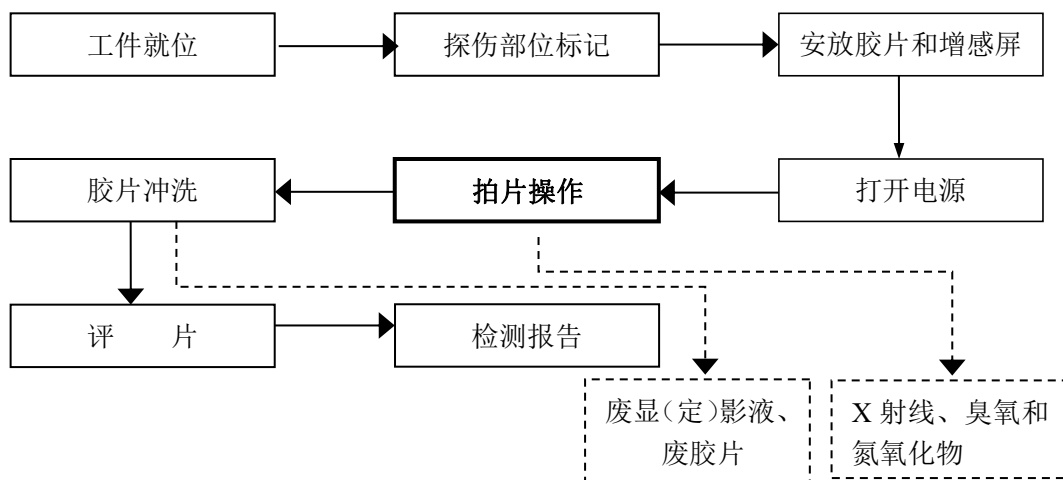 工件就位
探伤部位标记
安放胶片和增感屏
胶片冲洗
拍片操作
打开电源
评 片
检测报告
废显(定)影液、
废胶片
X 射线、臭氧和
氮氧化物